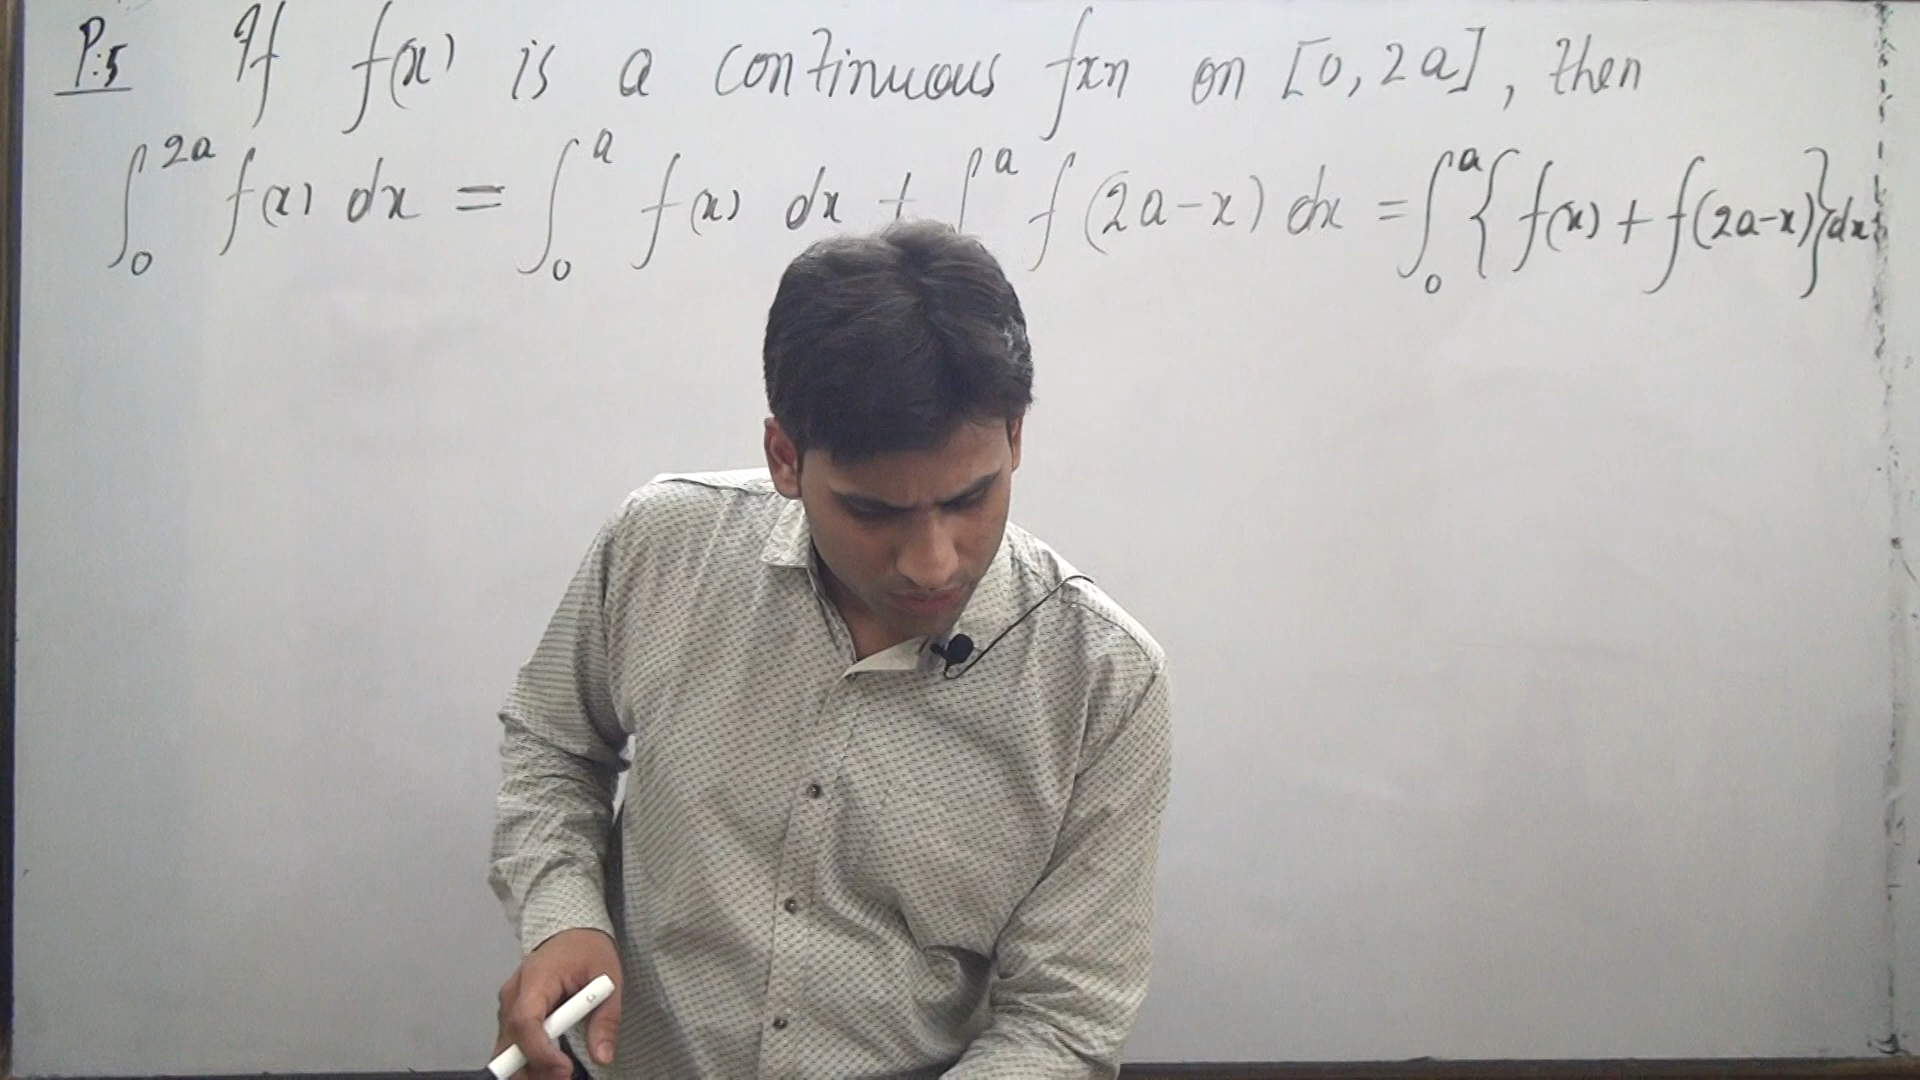 P:5 If f(x) is a continuous fxn on [0, 2a], then
∫₀^2a f(x) dx = ∫₀^a f(x) dx + ∫^a f(2a-x) dx = ∫₀^a { f(x) + f(2a-x)} dx